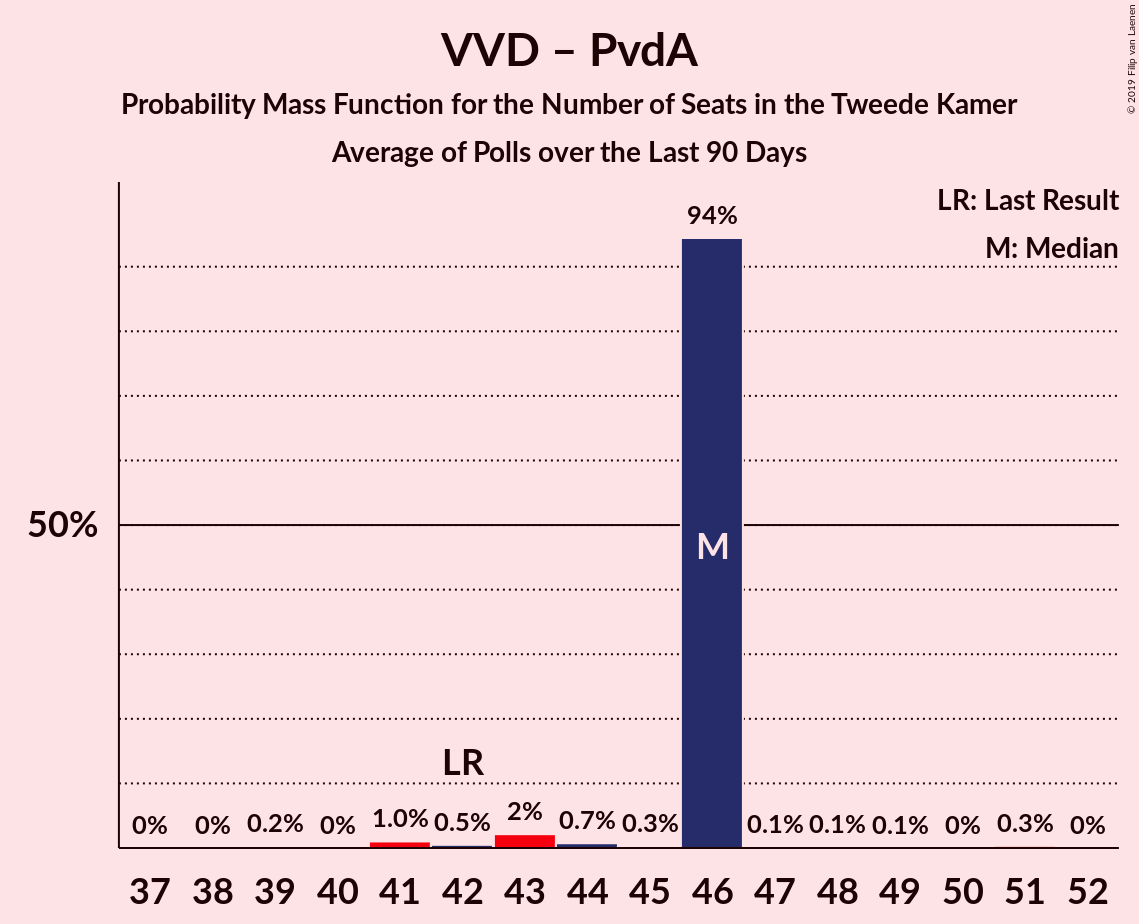 VVD – PvdA
Probability Mass Function for the Number of Seats in the Tweede Kamer
Average of Polls over the Last 90 Days
© 2019 Filip van Laenen
LR: Last Result
M: Median
94%
50%
M
LR
0% 0% 0.2% 0% 1.0% 0.5% 2% 0.7% 0.3% 0.1% 0.1% 0.1% 0% 0.3% 0%
37 38 39 40 41 42 43 44 45 46 47 48 49 50 51 52